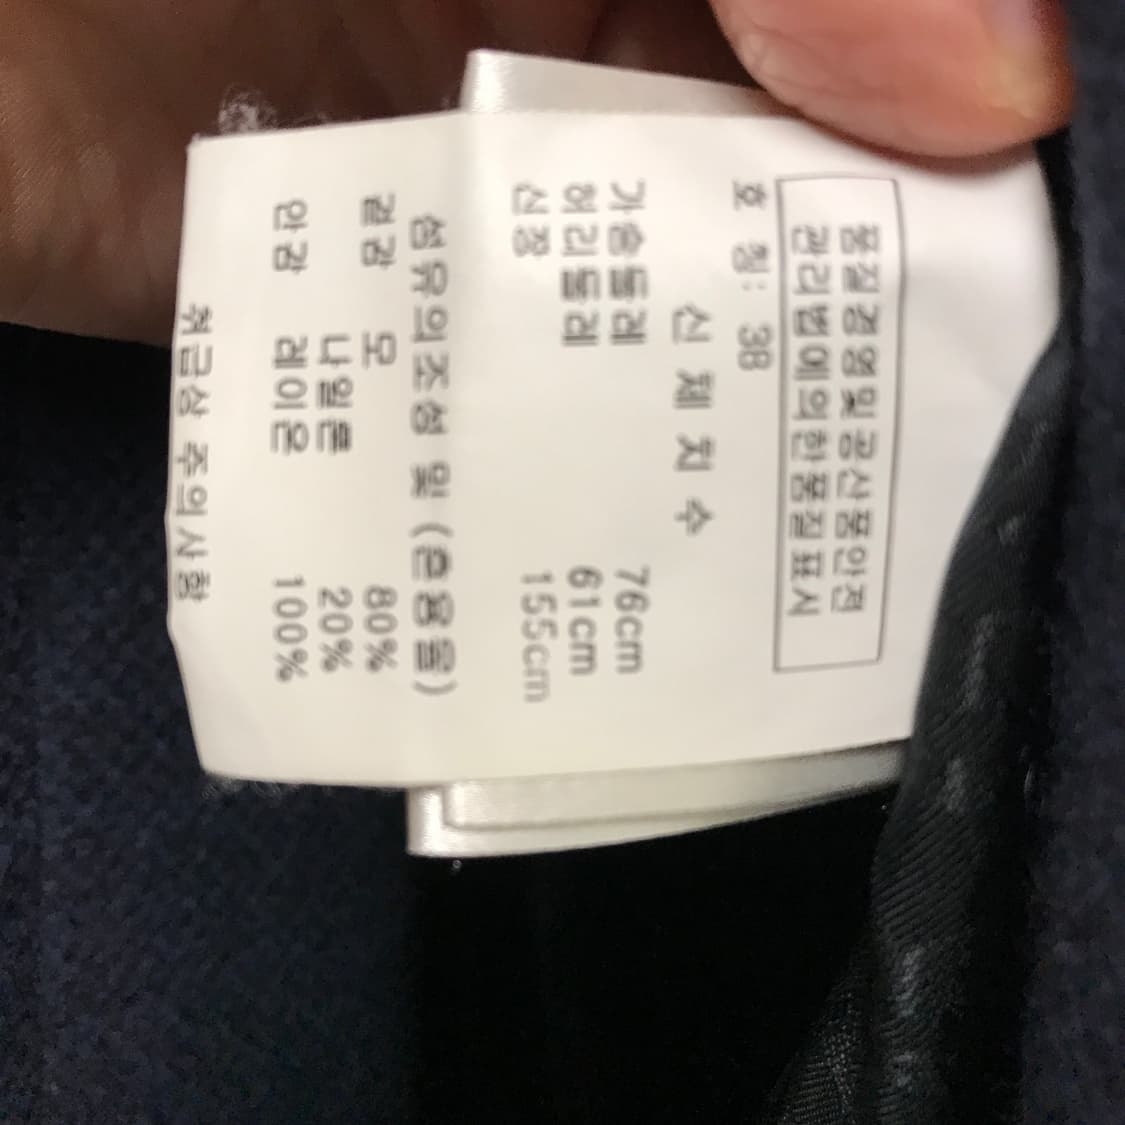 품질경영및공산품안전
관리법에의한품질표시
호 칭: 38
신 체 치 수
가슴둘레 76cm
허리둘레 61cm
신장 155cm
섬유의조성 및 (혼용율)
겉감 모 80%
나일론 20%
안감 레이온 100%
취급상 주의사항